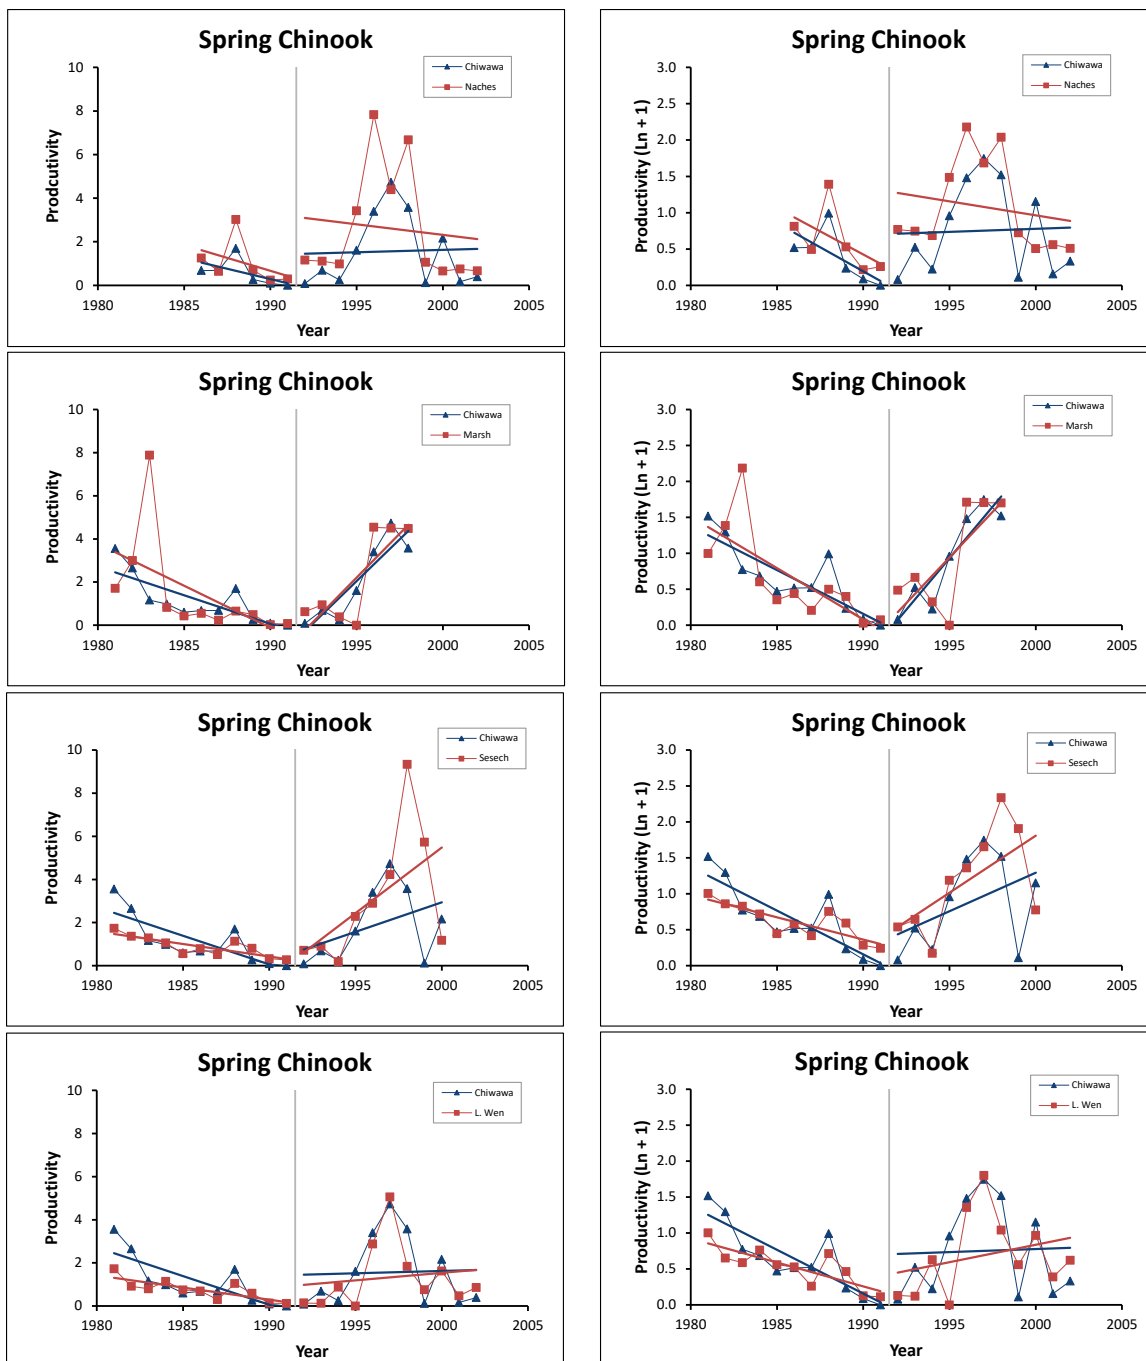 Spring Chinook
Chiwawa
Naches
10
8
6
4
2
0
Prodcutivity
1980
1985
1990
1995
2000
2005
Year
Spring Chinook
Chiwawa
Naches
3.0
2.5
2.0
1.5
1.0
0.5
0.0
Productivity (Ln + 1)
1980
1985
1990
1995
2000
2005
Year
Spring Chinook
Chiwawa
Marsh
10
8
6
4
2
0
Productivity
1980
1985
1990
1995
2000
2005
Year
Spring Chinook
Chiwawa
Marsh
3.0
2.5
2.0
1.5
1.0
0.5
0.0
Productivity (Ln + 1)
1980
1985
1990
1995
2000
2005
Year
Spring Chinook
Chiwawa
Sesech
10
8
6
4
2
0
Productivity
1980
1985
1990
1995
2000
2005
Year
Spring Chinook
Chiwawa
Sesech
3.0
2.5
2.0
1.5
1.0
0.5
0.0
Productivity (Ln + 1)
1980
1985
1990
1995
2000
2005
Year
Spring Chinook
Chiwawa
L. Wen
10
8
6
4
2
0
Productivity
1980
1985
1990
1995
2000
2005
Year
Spring Chinook
Chiwawa
L. Wen
3.0
2.5
2.0
1.5
1.0
0.5
0.0
Productivity (Ln + 1)
1980
1985
1990
1995
2000
2005
Year